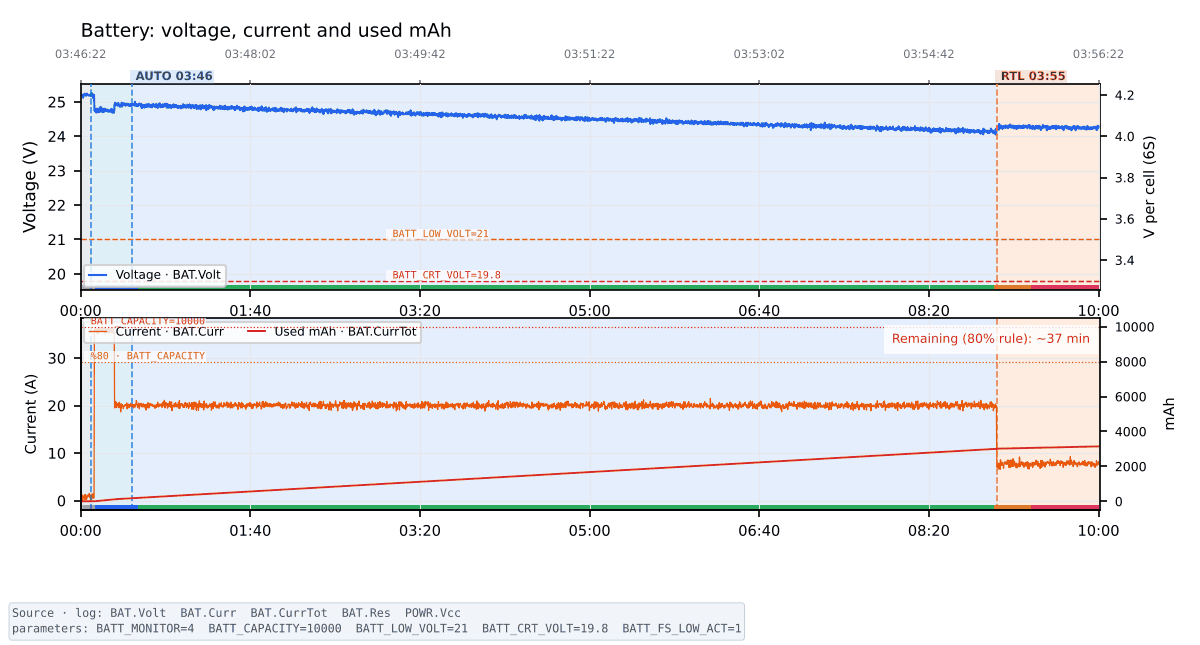 Battery: voltage, current and used mAh
03:46:22 03:48:02 03:49:42 03:51:22 03:53:02 03:54:42 03:56:22
AUTO 03:46 RTL 03:55
25 4.2
24 4.0
23 3.8
22 3.6
21 3.4
20
Voltage (V)
V per cell (6S)
BATT_LOW_VOLT=21
BATT_CRT_VOLT=19.8
Voltage · BAT.Volt
00:00 01:40 03:20 05:00 06:40 08:20 10:00
BATT_CAPACITY=10000
Current · BAT.Curr Used mAh · BAT.CurrTot
Remaining (80% rule): ~37 min
%80 · BATT_CAPACITY
30 10000
20 8000
10 6000
0 4000
2000
0
Current (A)
mAh
00:00 01:40 03:20 05:00 06:40 08:20 10:00
Source · log: BAT.Volt BAT.Curr BAT.CurrTot BAT.Res POWR.Vcc
parameters: BATT_MONITOR=4 BATT_CAPACITY=10000 BATT_LOW_VOLT=21 BATT_CRT_VOLT=19.8 BATT_FS_LOW_ACT=1